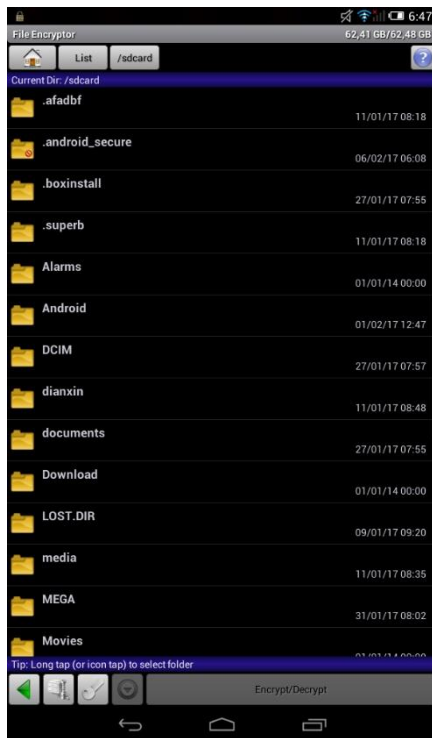 6:47
File Encryptor 62,41 GB/62,48 GB
List /sdcard ?
Current Dir: /sdcard
.afadbf
11/01/17 08:18
.android_secure
06/02/17 06:08
.boxinstall
27/01/17 07:55
.superb
11/01/17 08:18
Alarms
01/01/14 00:00
Android
01/02/17 12:47
DCIM
27/01/17 07:57
dianxin
11/01/17 08:48
documents
27/01/17 07:55
Download
01/01/14 00:00
LOST.DIR
09/01/17 09:20
media
11/01/17 08:35
MEGA
31/01/17 08:02
Movies
01/01/14 00:00
Tip: Long tap (or icon tap) to select folder
Encrypt/Decrypt